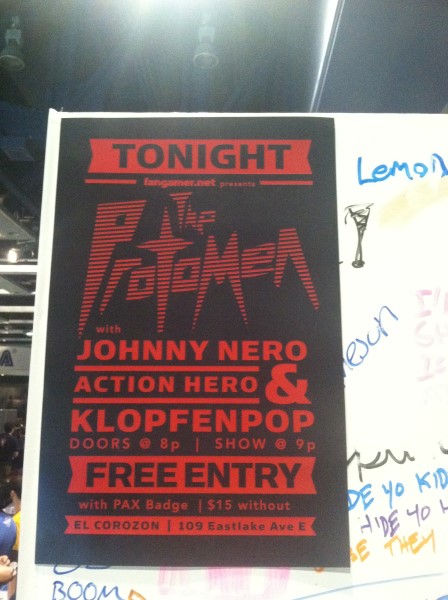 TONIGHT
fangamer.net presents
The
Protomen
with
JOHNNY NERO
ACTION HERO &
KLOPFENPOP
DOORS @ 8p | SHOW @ 9p
FREE ENTRY
with PAX Badge | $15 without
EL COROZON | 109 Eastlake Ave E
BOOM
Lemon
DE YO KID
HIDE YO
THEY